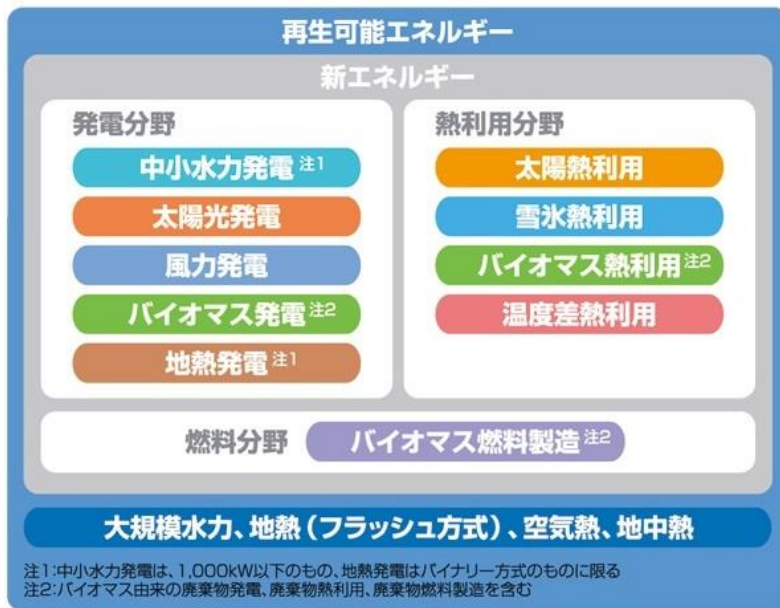 再生可能エネルギー
新エネルギー
発電分野
中小水力発電 注1
太陽光発電
風力発電
バイオマス発電 注2
地熱発電 注1
熱利用分野
太陽熱利用
雪氷熱利用
バイオマス熱利用 注2
温度差熱利用
燃料分野 バイオマス燃料製造 注2
大規模水力、地熱(フラッシュ方式)、空気熱、地中熱
注1:中小水力発電は、1,000kW以下のもの、地熱発電はバイナリー方式のものに限る
注2:バイオマス由来の廃棄物発電、廃棄物熱利用、廃棄物燃料製造を含む